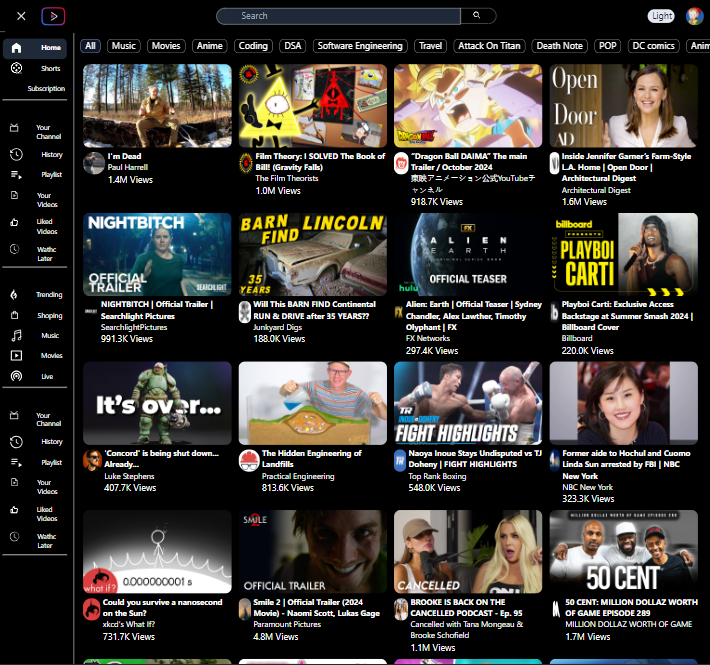 Search
Light
Home
Shorts
Subscription
Your
Channel
History
Playlist
Your
Videos
Liked
Videos
Wathc
Later
Trending
Shoping
Music
Movies
Live
Your
Channel
History
Playlist
Your
Videos
Liked
Videos
Wathc
Later
All
Music
Movies
Anime
Coding
DSA
Software Engineering
Travel
Attack On Titan
Death Note
POP
DC comics
Anim
I'm Dead
Paul Harrell
1.4M Views
Film Theory: I SOLVED The Book of
Bill! (Gravity Falls)
The Film Theorists
1.0M Views
DRAGON BALL
“Dragon Ball DAIMA” The main
Trailer / October 2024
東映アニメーション公式YouTubeチ
ャンネル
918.7K Views
Open
Door
AD
Inside Jennifer Garner's Farm-Style
L.A. Home | Open Door |
Architectural Digest
Architectural Digest
1.6M Views
NIGHTBITCH
OFFICIAL
TRAILER
SEARCHLIGHT
NIGHTBITCH | Official Trailer |
Searchlight Pictures
SearchlightPictures
991.3K Views
BARN LINCOLN
FIND
35
YEARS
Will This BARN FIND Continental
RUN & DRIVE after 35 YEARS??
Junkyard Digs
188.0K Views
FX
ALIEN
EARTH
hulu
OFFICIAL TEASER
Alien: Earth | Official Teaser | Sydney
Chandler, Alex Lawther, Timothy
Olyphant | FX
FX Networks
297.4K Views
billboard
PRESENTS
PLAYBOI
CARTI
Playboi Carti: Exclusive Access
Backstage at Summer Smash 2024 |
Billboard Cover
Billboard
220.0K Views
It's over...
'Concord' is being shut down...
Already...
Luke Stephens
407.7K Views
The Hidden Engineering of
Landfills
Practical Engineering
813.6K Views
TR
INOUE vs DOHENY
FIGHT HIGHLIGHTS
Naoya Inoue Stays Undisputed vs TJ
Doheny | FIGHT HIGHLIGHTS
Top Rank Boxing
548.0K Views
Former aide to Hochul and Cuomo
Linda Sun arrested by FBI | NBC
New York
NBC New York
323.3K Views
what if?
0.000000001 s
Could you survive a nanosecond
on the Sun?
xkcd's What If?
731.7K Views
SMILE
2
OFFICIAL TRAILER
Smile 2 | Official Trailer (2024
Movie) - Naomi Scott, Lukas Gage
Paramount Pictures
4.8M Views
CANCELLED
BROOKE IS BACK ON THE
CANCELLED PODCAST - Ep. 95
Cancelled with Tana Mongeau &
Brooke Schofield
1.1M Views
MILLION DOLLAZ WORTH OF GAME EPISODE 289
50 CENT
50 CENT: MILLION DOLLAZ WORTH
OF GAME EPISODE 289
MILLION DOLLAZ WORTH OF GAME
1.7M Views